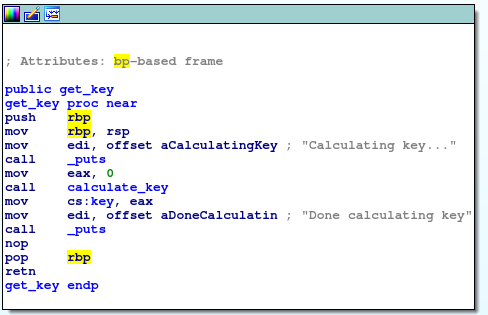 ; Attributes: bp-based frame
public get_key
get_key proc near
push rbp
mov rbp, rsp
mov edi, offset aCalculatingKey ; "Calculating key..."
call _puts
mov eax, 0
call calculate_key
mov cs:key, eax
mov edi, offset aDoneCalculatin ; "Done calculating key"
call _puts
nop
pop rbp
retn
get_key endp